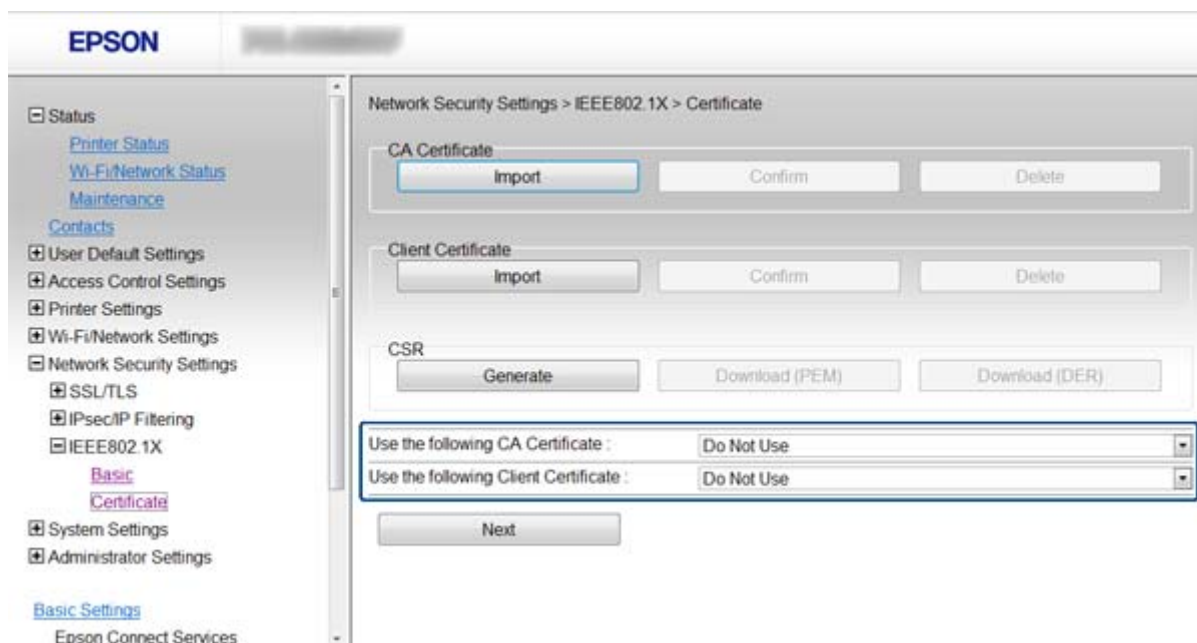 EPSON
Status
Printer Status
Wi-Fi/Network Status
Maintenance
Contacts
User Default Settings
Access Control Settings
Printer Settings
Wi-Fi/Network Settings
Network Security Settings
SSL/TLS
IPsec/IP Filtering
IEEE802.1X
Basic
Certificate
System Settings
Administrator Settings
Basic Settings
Epson Connect Services
Network Security Settings > IEEE802.1X > Certificate
CA Certificate
Import Confirm Delete
Client Certificate
Import Confirm Delete
CSR
Generate Download (PEM) Download (DER)
Use the following CA Certificate : Do Not Use
Use the following Client Certificate : Do Not Use
Next